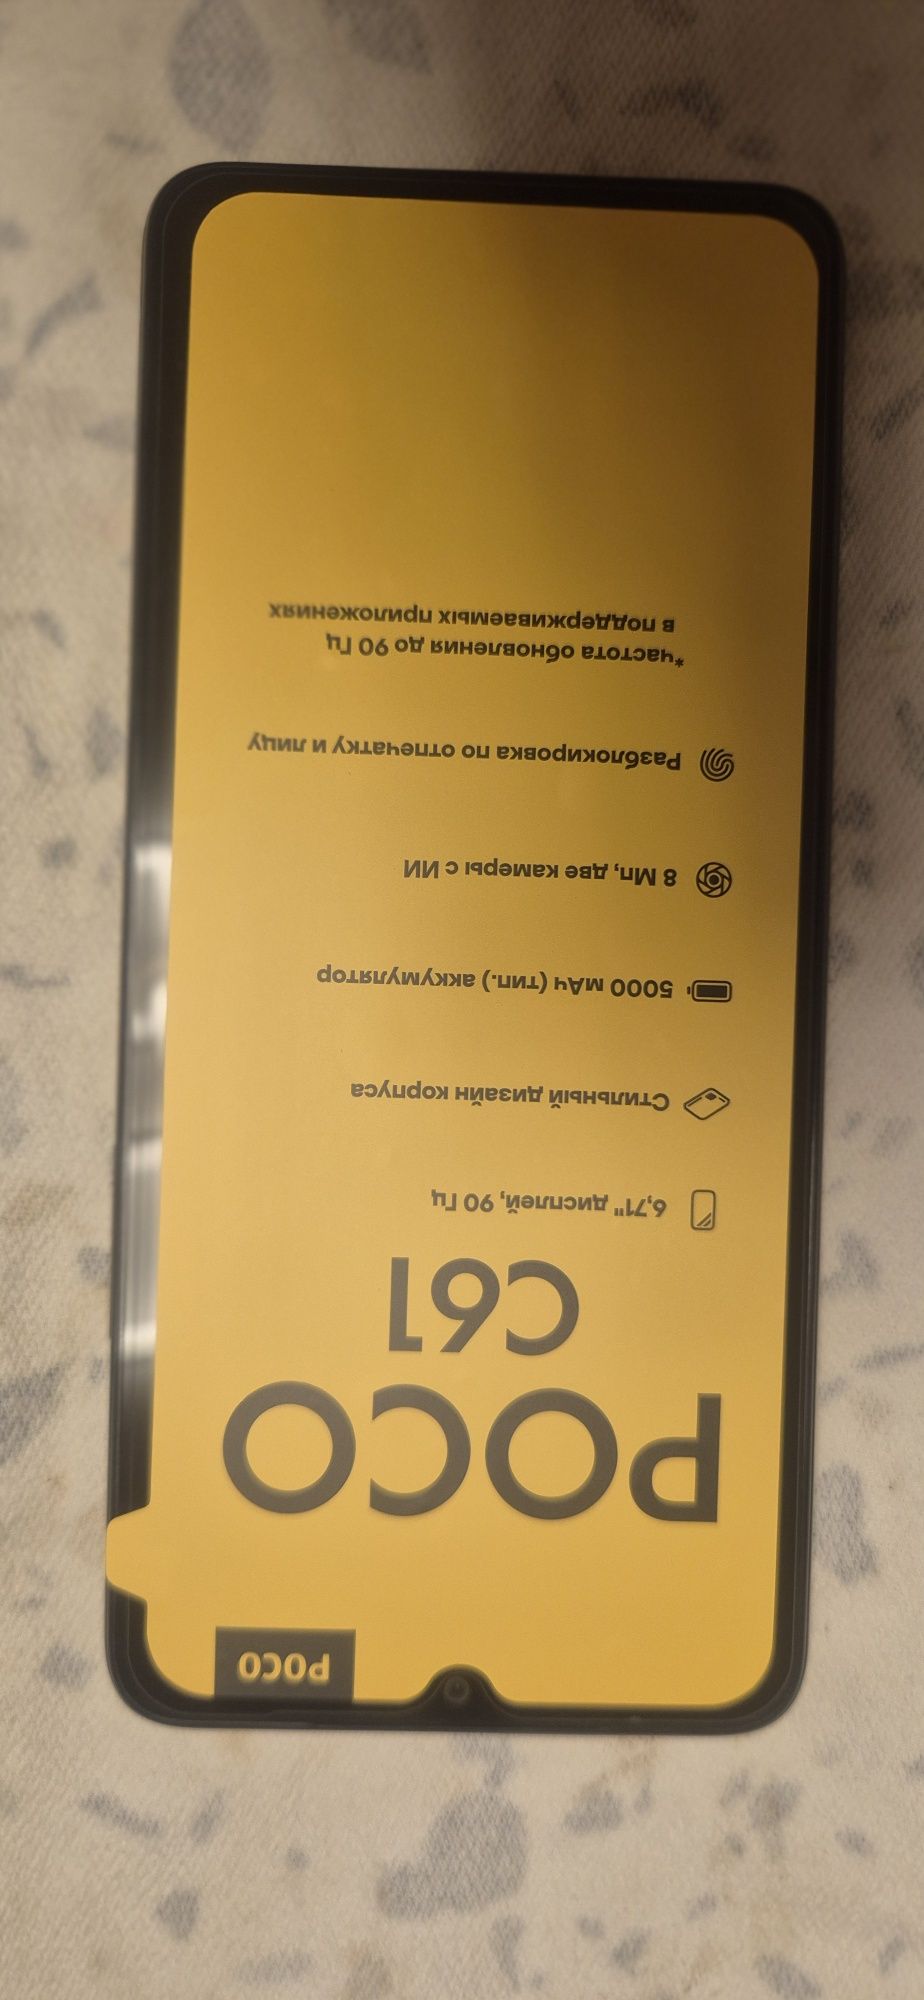 POCO
POCO
C61
6,71" дисплей, 90 Гц
Стильный дизайн корпуса
5000 мАч (тип.) аккумулятор
8 Мп, две камеры с ИИ
Разблокировка по отпечатку и лицу
*частота обновления до 90 Гц
в поддерживаемых приложениях